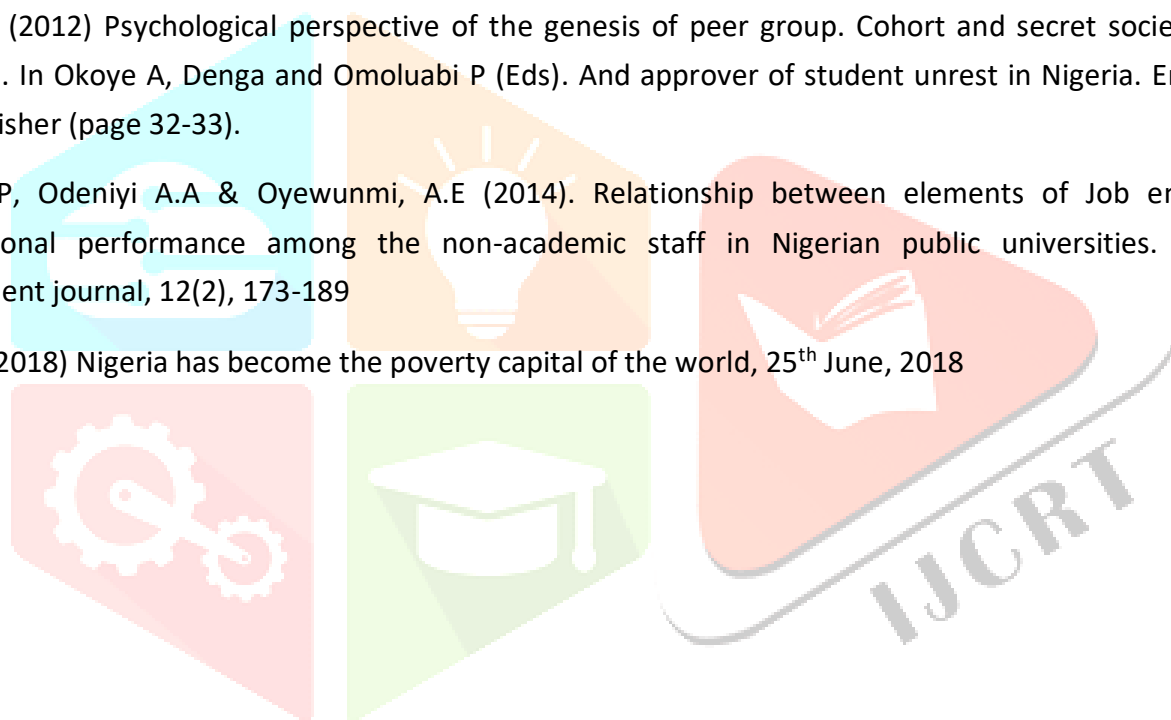 (2012) Psychological perspective of the genesis of peer group. Cohort and secret socie
. In Okoye A, Denga and Omoluabi P (Eds). And approver of student unrest in Nigeria. En
isher (page 32-33).
P, Odeniyi A.A & Oyewunmi, A.E (2014). Relationship between elements of Job en
onal performance among the non-academic staff in Nigerian public universities.
ent journal, 12(2), 173-189
2018) Nigeria has become the poverty capital of the world, 25th June, 2018
IJCRT